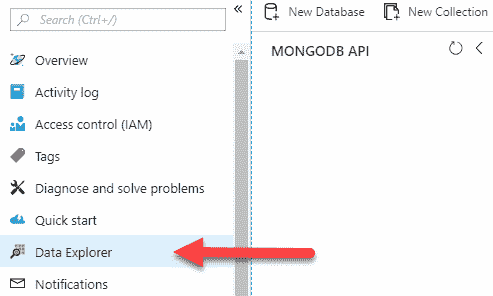 Search (Ctrl+/)
«
Overview
Activity log
Access control (IAM)
Tags
Diagnose and solve problems
Quick start
Data Explorer
Notifications
New Database New Collection
MONGODB API